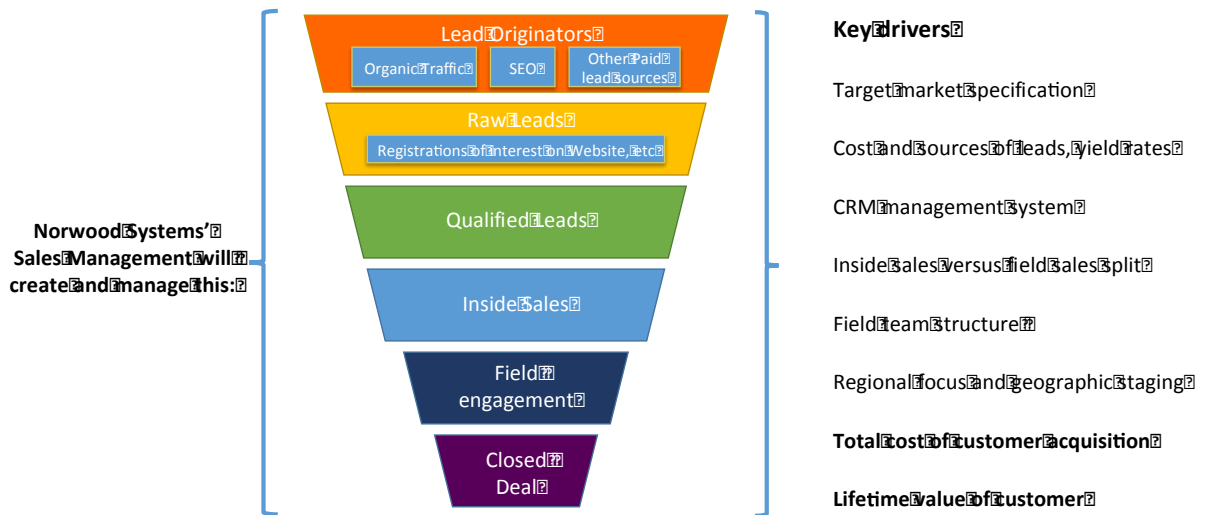 Norwood Systems'
Sales Management will
create and manage this:
Lead Originators
Organic Traffic
SEO
Other Paid
lead sources
Raw Leads
Registrations of interest on Website, etc
Qualified Leads
Inside Sales
Field
engagement
Closed
Deal
Key drivers
Target market specification
Cost and sources of leads, yield rates
CRM management system
Inside sales versus field sales split
Field team structure
Regional focus and geographic staging
Total cost of customer acquisition
Lifetime value of customer